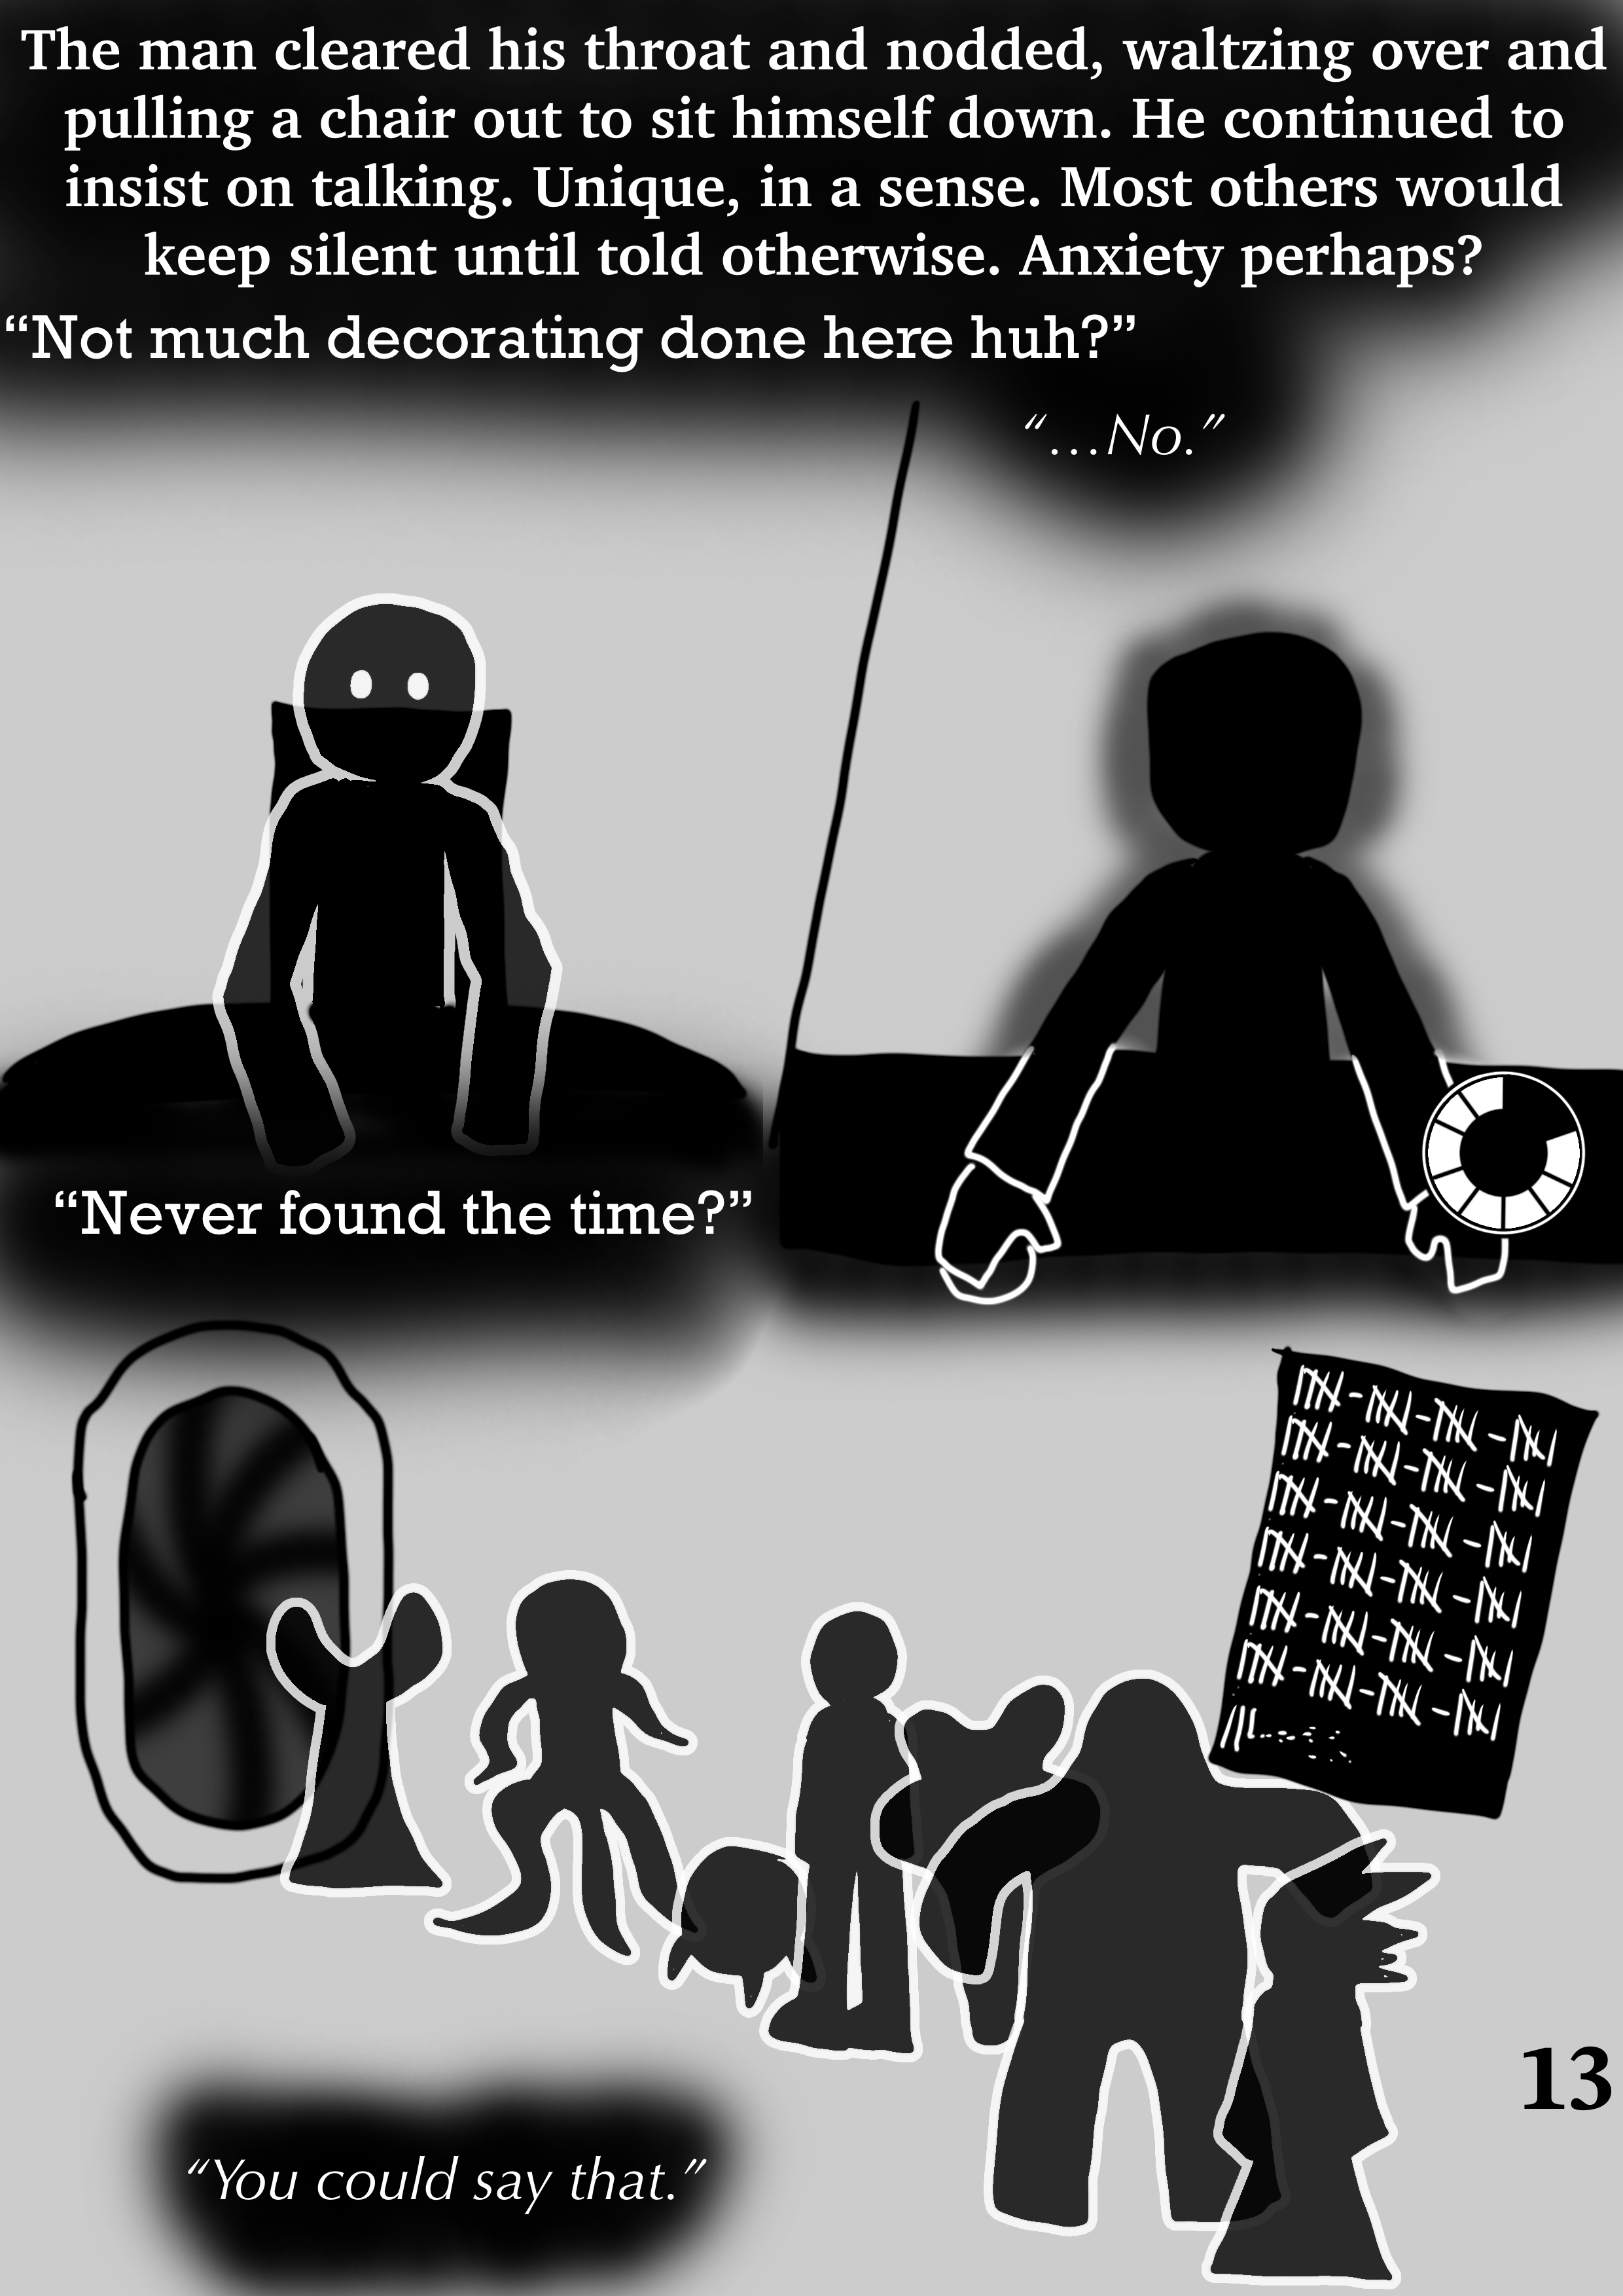 The man cleared his throat and nodded, waltzing over and
pulling a chair out to sit himself down. He continued to
insist on talking. Unique, in a sense. Most others would
keep silent until told otherwise. Anxiety perhaps?
“Not much decorating done here huh?”
“...No.”
“Never found the time?”
“You could say that.”
13